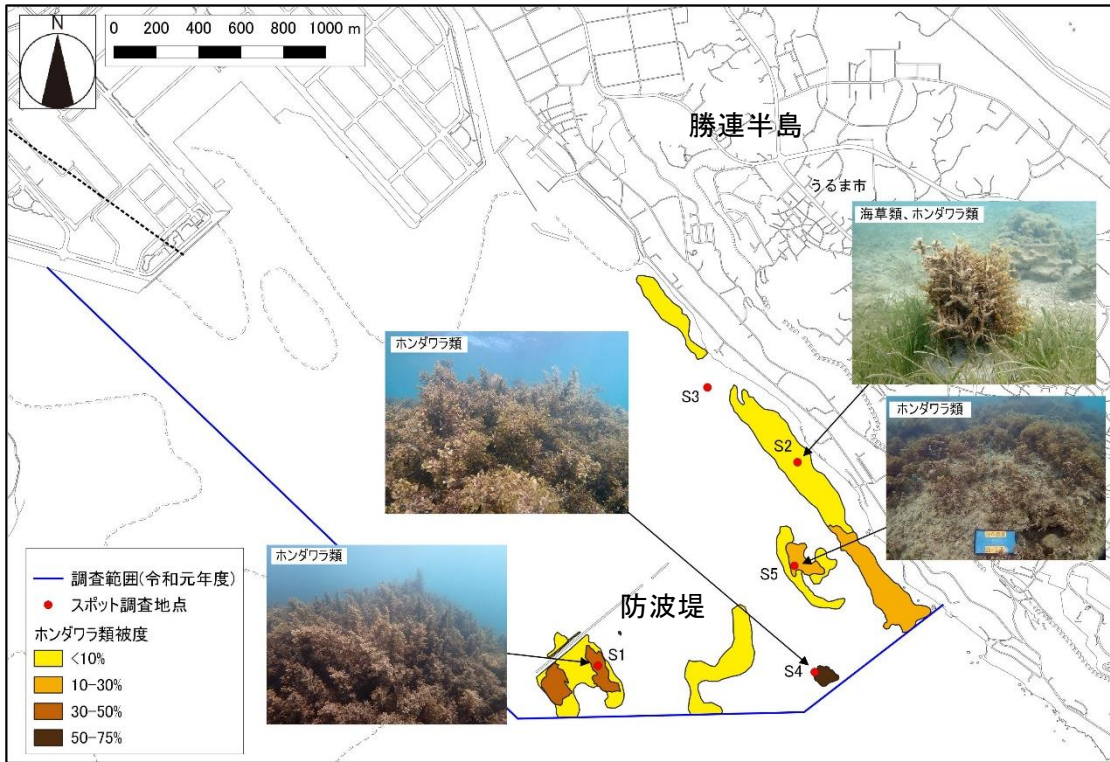 N
0 200 400 600 800 1000 m
勝連半島
うるま市
海草類、ホンダワラ類
ホンダワラ類
S3
S2
ホンダワラ類
ホンダワラ類
S5
防波堤
S1
S4
調査範囲(令和元年度)
スポット調査地点
ホンダワラ類被度
<10%
10-30%
30-50%
50-75%